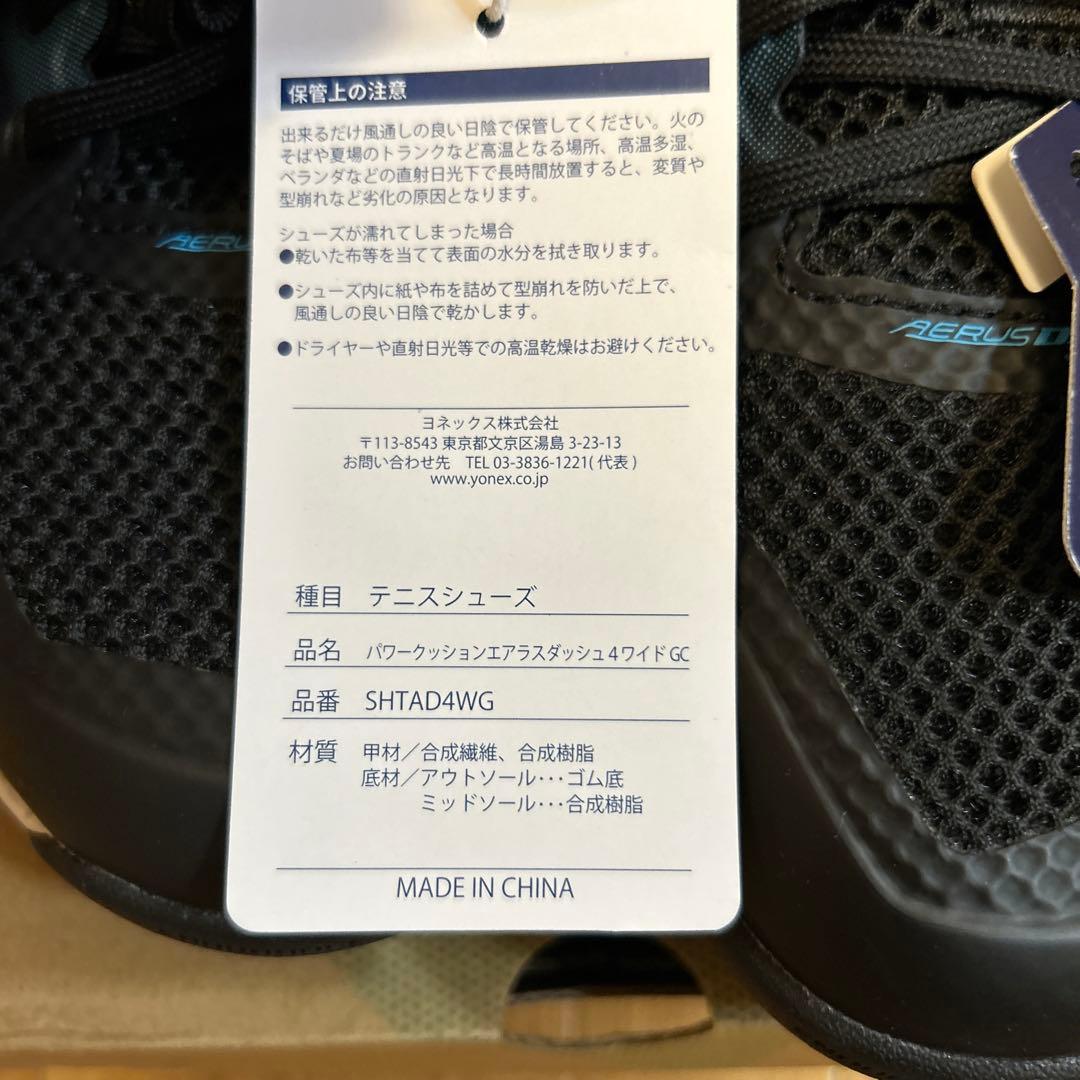 保管上の注意
出来るだけ風通しの良い日陰で保管してください。火の
そばや夏場のトランクなど高温となる場所、高温多湿、
ベランダなどの直射日光下で長時間放置すると、変質や
型崩れなど劣化の原因となります。
シューズが濡れてしまった場合
●乾いた布等を当てて表面の水分を拭き取ります。
●シューズ内に紙や布を詰めて型崩れを防いだ上で、
風通しの良い日陰で乾かします。
●ドライヤーや直射日光等での高温乾燥はお避けください。
ヨネックス株式会社
〒113-8543 東京都文京区湯島 3-23-13
お問い合わせ先 TEL 03-3836-1221(代表)
www.yonex.co.jp
種目 テニスシューズ
品名 パワークッションエアラスダッシュ4ワイドGC
品番 SHTAD4WG
材質 甲材/合成繊維、合成樹脂
底材/アウトソール･･･ゴム底
ミッドソール･･･合成樹脂
MADE IN CHINA
AERU
AERUS